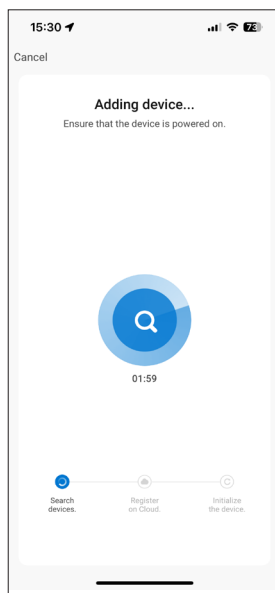 15:30
73
Cancel
Adding device...
Ensure that the device is powered on.
01:59
Search
devices.
Register
on Cloud.
Initialize
the device.